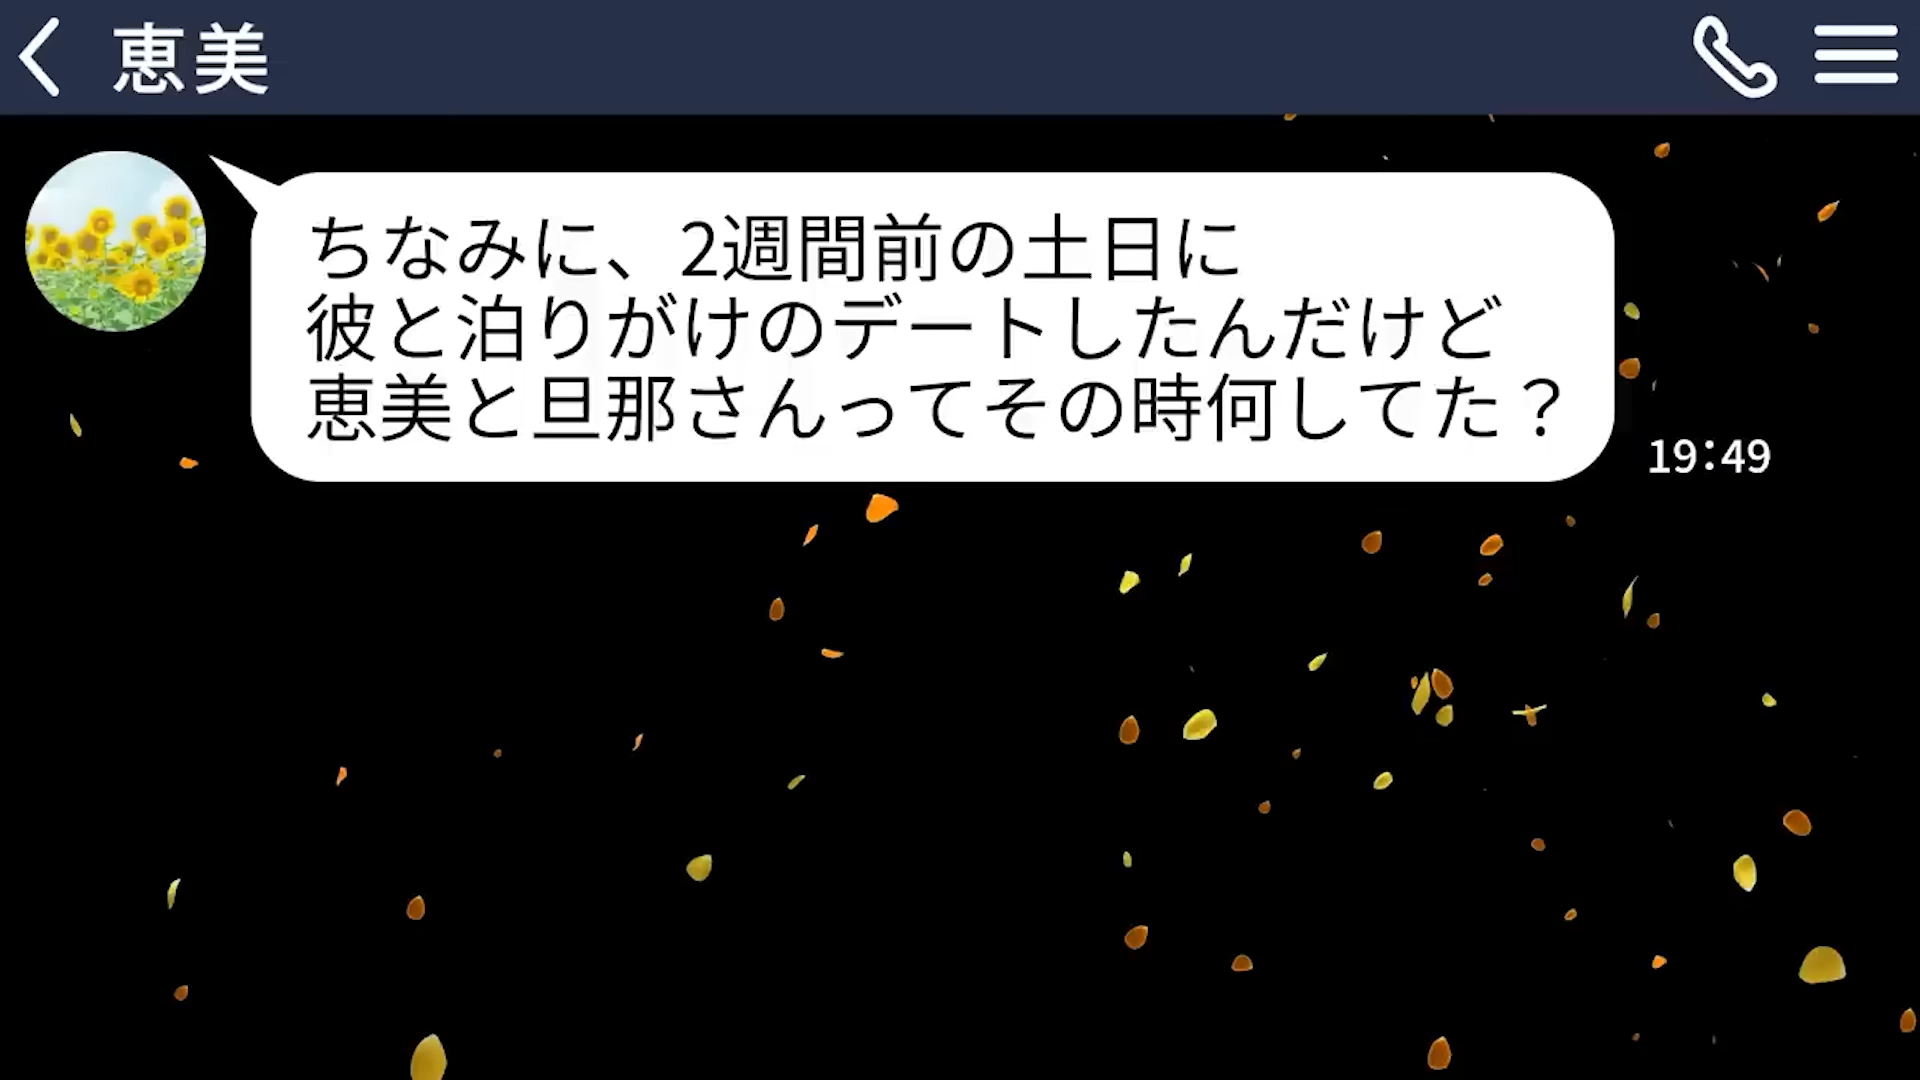 恵美
ちなみに、2週間前の土日に
彼と泊りがけのデートしたんだけど
恵美と旦那さんってその時何してた？
19:49